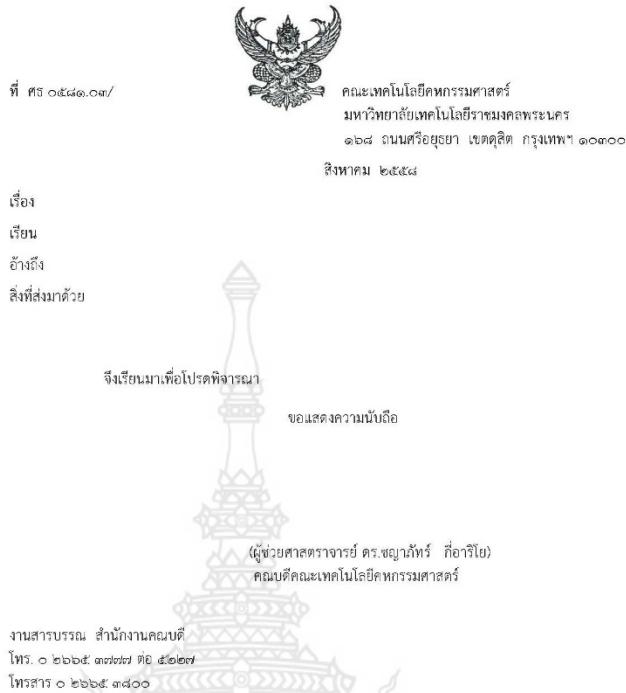 ที่ ศธ ๐๕๘๑.๐๓/
คณะเทคโนโลยีคหกรรมศาสตร์
มหาวิทยาลัยเทคโนโลยีราชมงคลพระนคร
๑๖๘ ถนนศรีอยุธยา เขตดุสิต กรุงเทพฯ ๑๐๓๐๐
สิงหาคม ๒๕๕๘
เรื่อง
เรียน
อ้างถึง
สิ่งที่ส่งมาด้วย
จึงเรียนมาเพื่อโปรดพิจารณา
ขอแสดงความนับถือ
(ผู้ช่วยศาสตราจารย์ ดร.ชญาภัทร์ กี่อาริโย)
คณบดีคณะเทคโนโลยีคหกรรมศาสตร์
งานสารบรรณ สำนักงานคณบดี
โทร. ๐ ๒๖๖๕ ๓๗๗๗ ต่อ ๕๒๒๗
โทรสาร ๐ ๒๖๖๕ ๓๘๐๐